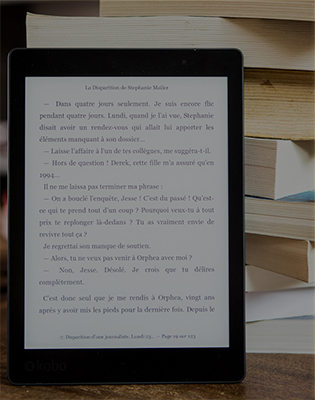 La Disparition de Stephanie Mailer
— Dans quatre jours seulement. Je suis encore flic
pendant quatre jours. Lundi, quand je l'ai vue, Stephanie
disait avoir un rendez-vous qui allait lui apporter les
éléments manquant à son dossier…
— Laisse l'affaire à l'un de tes collègues, me suggéra-t-il.
— Hors de question ! Derek, cette fille m'a assuré qu'en
1994…
Il ne me laissa pas terminer ma phrase :
— On a bouclé l'enquête, Jesse ! C'est du passé ! Qu'est-
ce qui te prend tout d'un coup ? Pourquoi veux-tu à tout
prix te replonger là-dedans ? Tu as vraiment envie de
revivre tout ça ?
Je regrettai son manque de soutien.
— Alors, tu ne veux pas venir à Orphea avec moi ?
— Non, Jesse. Désolé. Je crois que tu délires
complètement.
C'est donc seul que je me rendis à Orphea, vingt ans
après y avoir mis les pieds pour la dernière fois. Depuis le
Disparition d'une journaliste. Lundi 23 — Page 19 sur
kobo